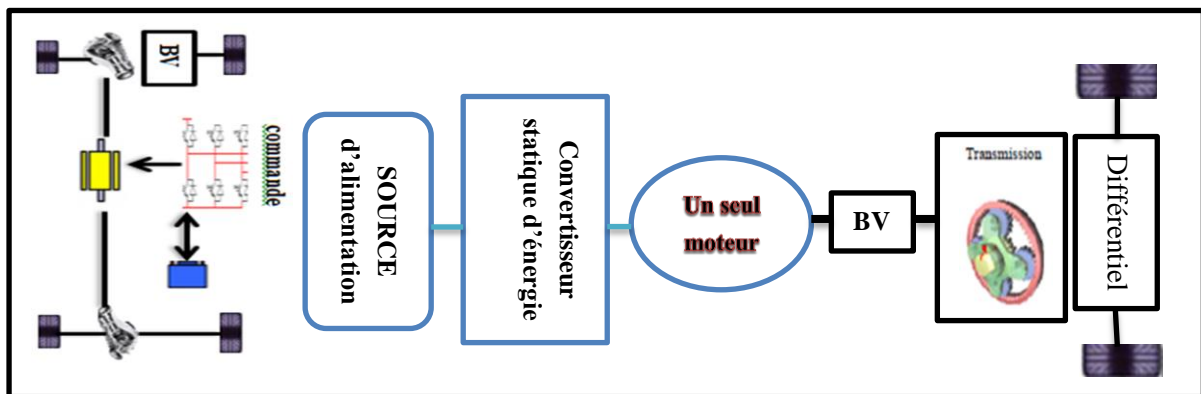 BV
commande
SOURCE
d'alimentation
Convertisseur
statique d'énergie
Un seul
moteur
BV
Transmission
Différentiel